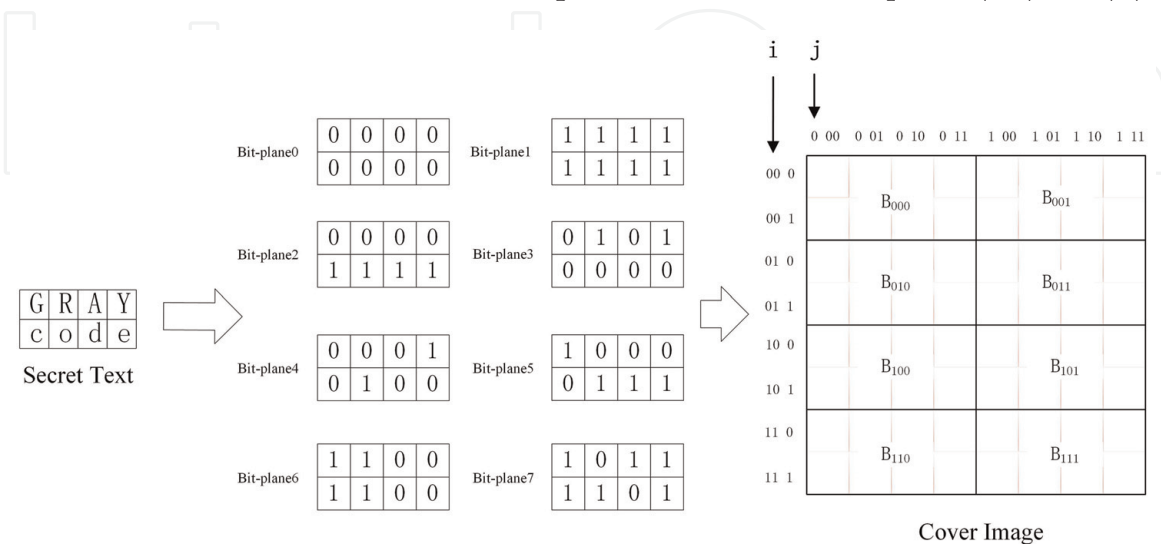 i j
0 00 0 01 0 10 0 11 1 00 1 01 1 10 1 11
Bit-plane0
0 0 0 0
0 0 0 0
Bit-plane1
1 1 1 1
1 1 1 1
Bit-plane2
0 0 0 0
1 1 1 1
Bit-plane3
0 1 0 1
0 0 0 0
G R A Y
c o d e
Secret Text
Bit-plane4
0 0 0 1
0 1 0 0
Bit-plane5
1 0 0 0
0 1 1 1
Bit-plane6
1 1 0 0
1 1 0 0
Bit-plane7
1 0 1 1
1 1 0 1
00 0
00 1
01 0
01 1
10 0
10 1
11 0
11 1
B000 B001
B010 B011
B100 B101
B110 B111
Cover Image